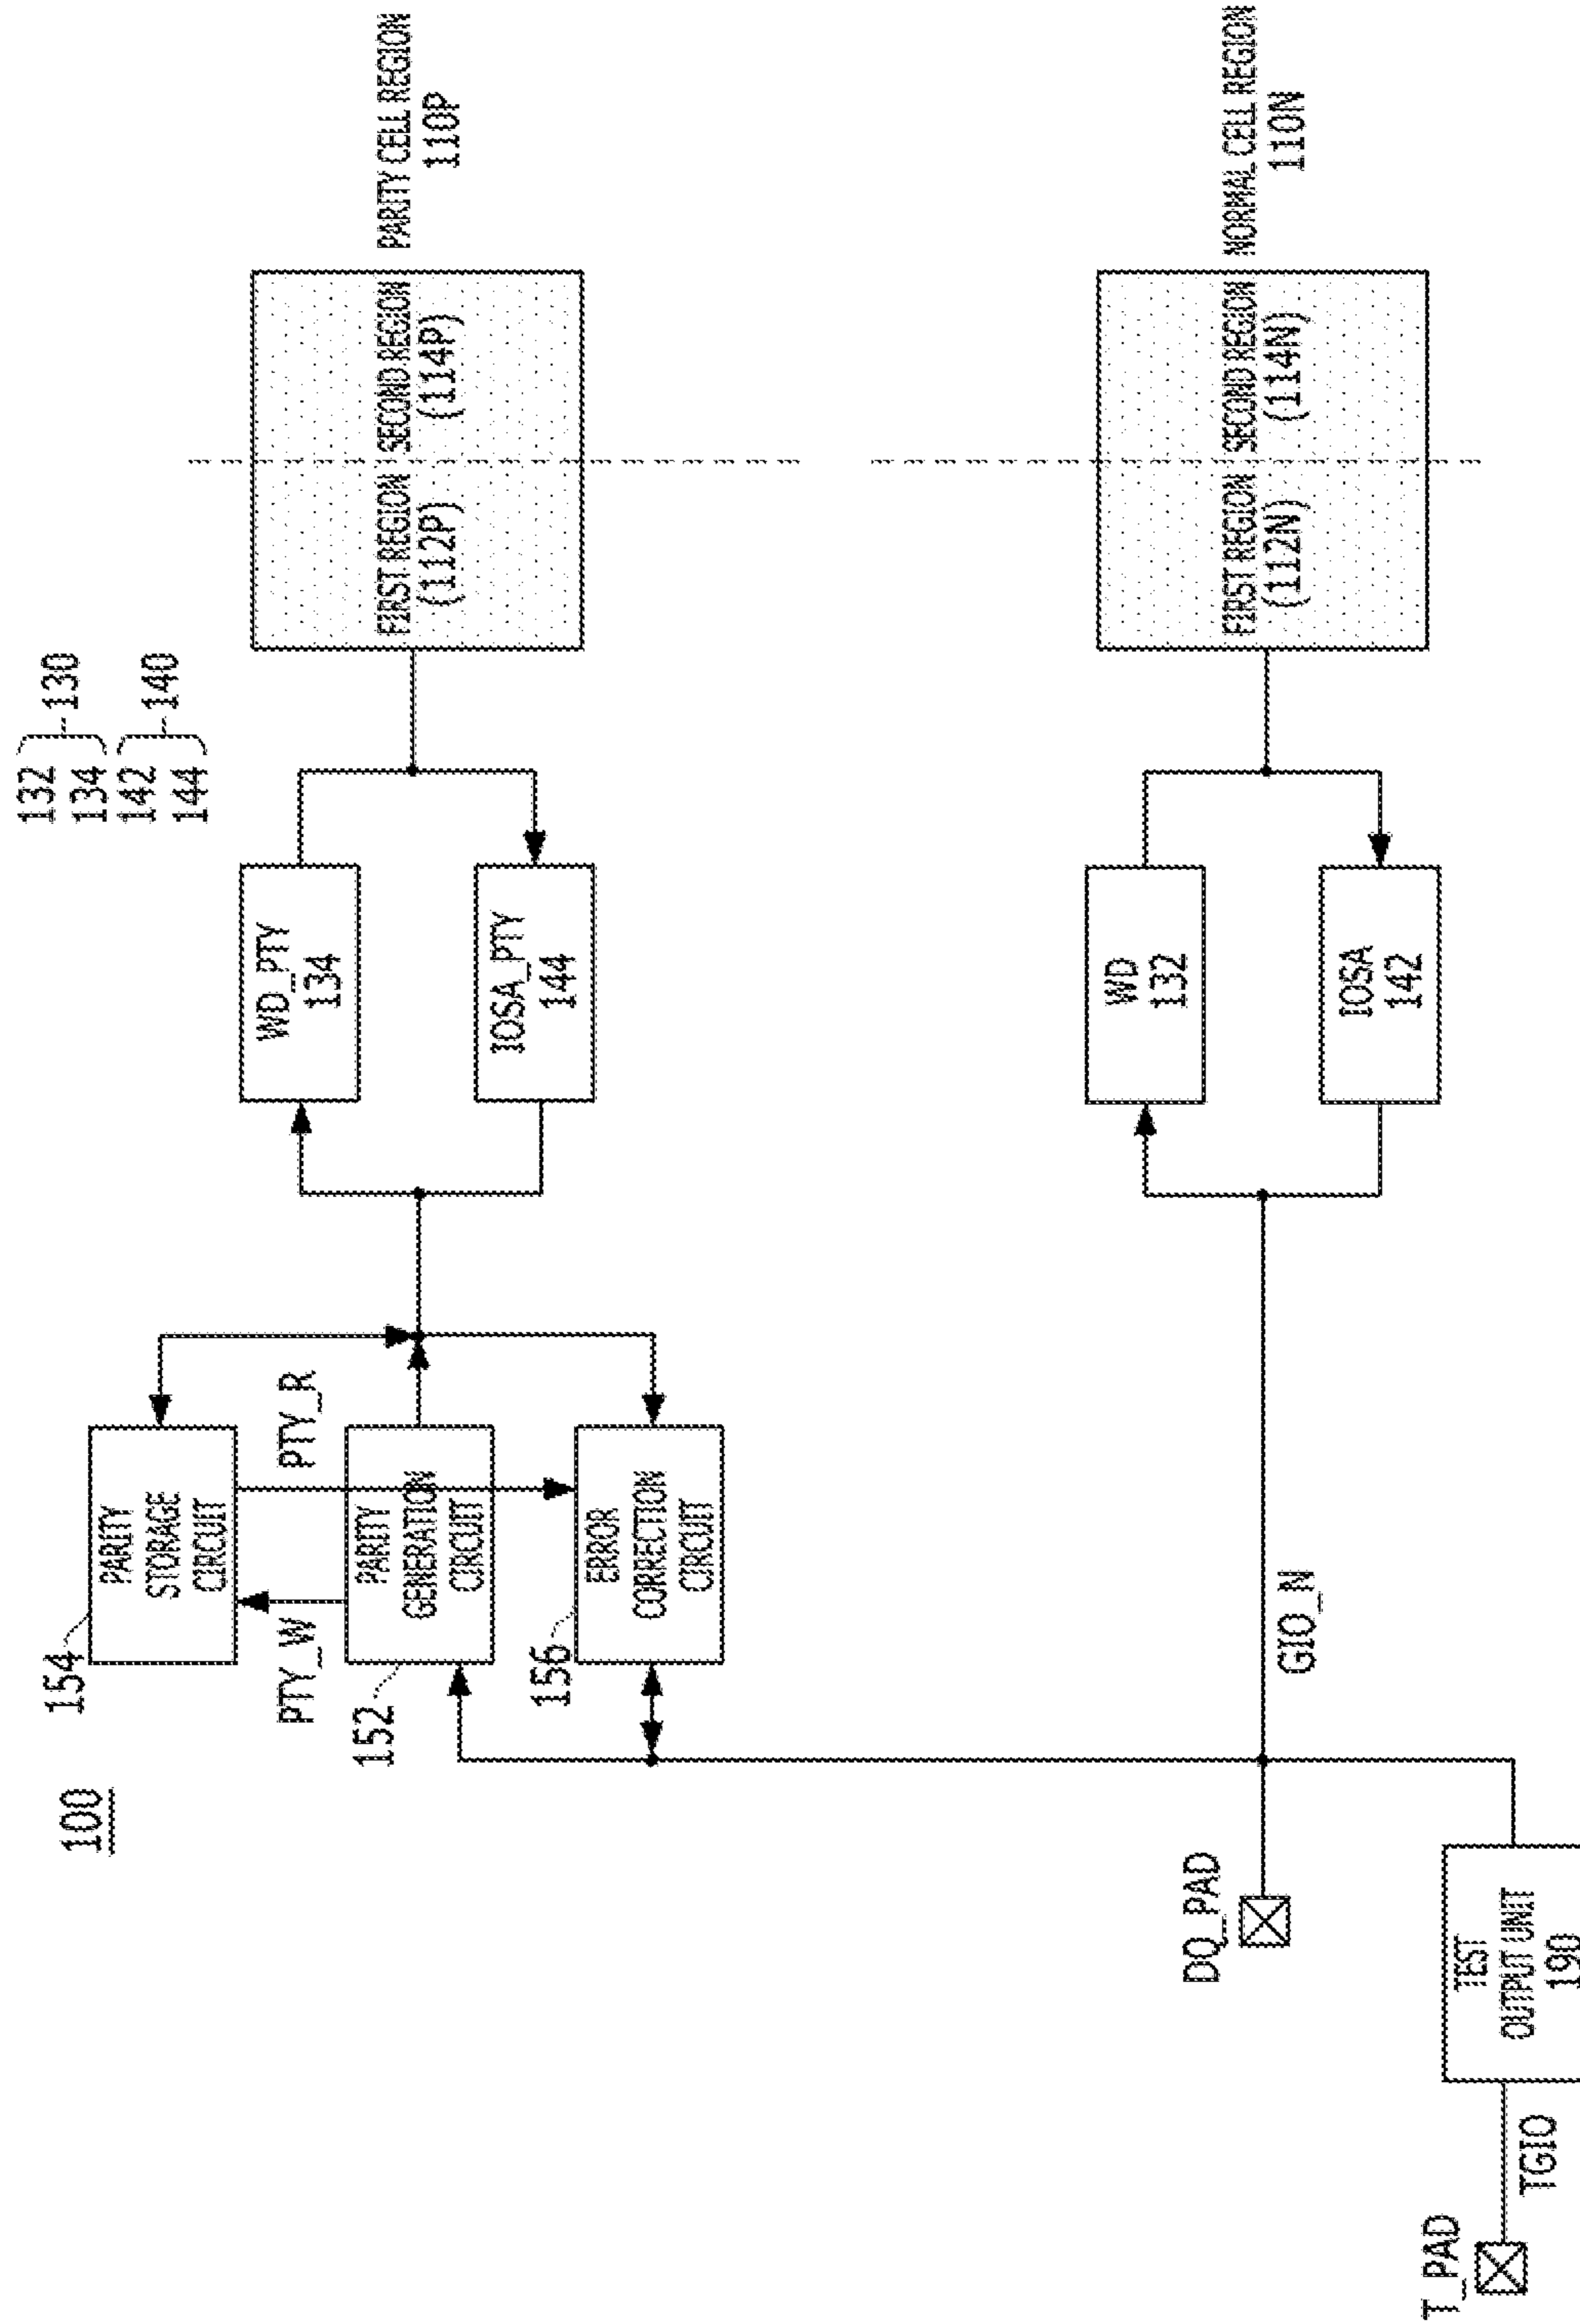 100
132
134
130
142
144
140
154
PARITY
STORAGE
CIRCUIT
PTY_W
PTY_R
152
PARITY
GENERATION
CIRCUIT
156
ERROR
CORRECTION
CIRCUIT
WD_PTY
134
IOSA_PTY
144
FIRST REGION
(112P)
SECOND REGION
(114P)
PARITY CELL REGION
110P
DQ_PAD
GIO_N
WD
132
IOSA
142
FIRST REGION
(112N)
SECOND REGION
(114N)
NORMAL CELL REGION
110N
T_PAD
TGIO
TEST
OUTPUT UNIT
190